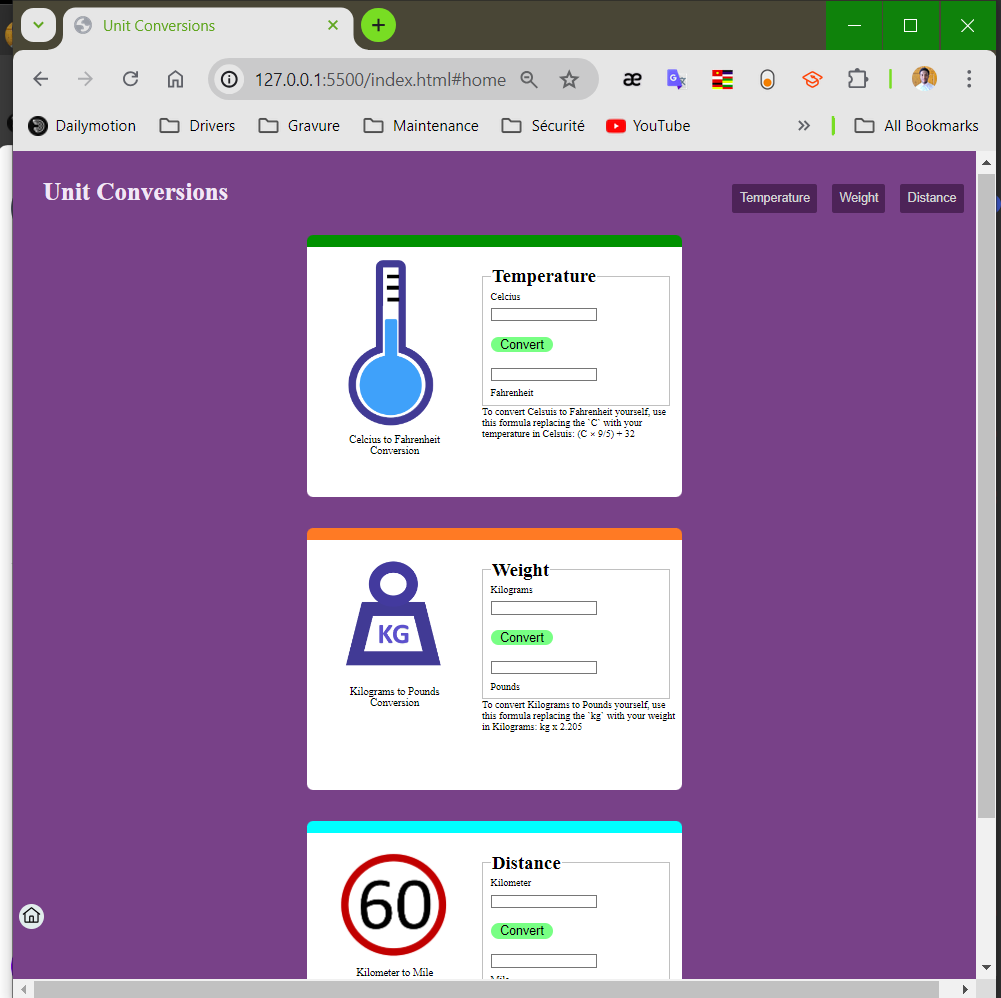 Unit Conversions
127.0.0.1:5500/index.html#home
æ
G
Dailymotion
Drivers
Gravure
Maintenance
Sécurité
YouTube
All Bookmarks
Unit Conversions
Temperature
Weight
Distance
Temperature
Celcius
Convert
Fahrenheit
To convert Celsuis to Fahrenheit yourself, use
this formula replacing the `C` with your
temperature in Celsuis: (C × 9/5) + 32
Celcius to Fahrenheit
Conversion
Weight
Kilograms
Convert
Pounds
KG
To convert Kilograms to Pounds yourself, use
this formula replacing the `kg` with your weight
in Kilograms: kg x 2.205
Kilograms to Pounds
Conversion
Distance
Kilometer
Convert
60
Kilometer to Mile